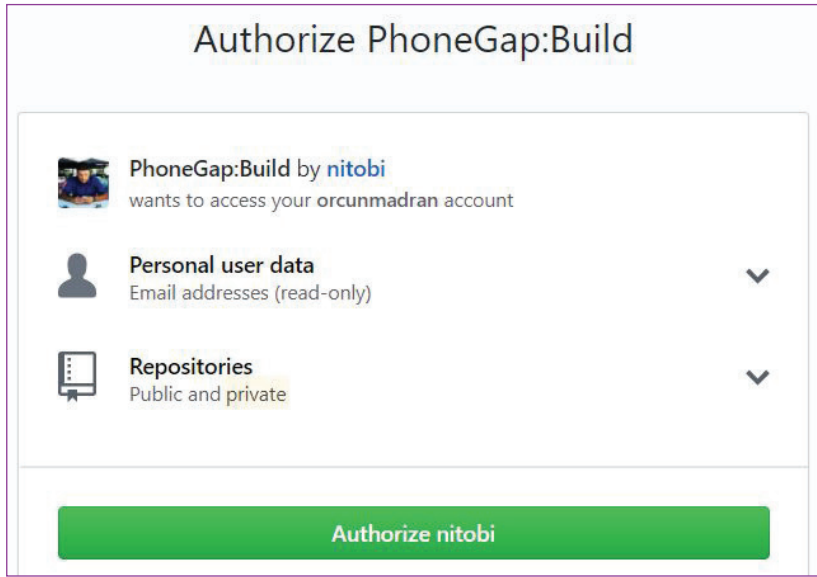 Authorize PhoneGap:Build
PhoneGap:Build by nitobi
wants to access your orcunmadran account
Personal user data
Email addresses (read-only)
Repositories
Public and private
Authorize nitobi